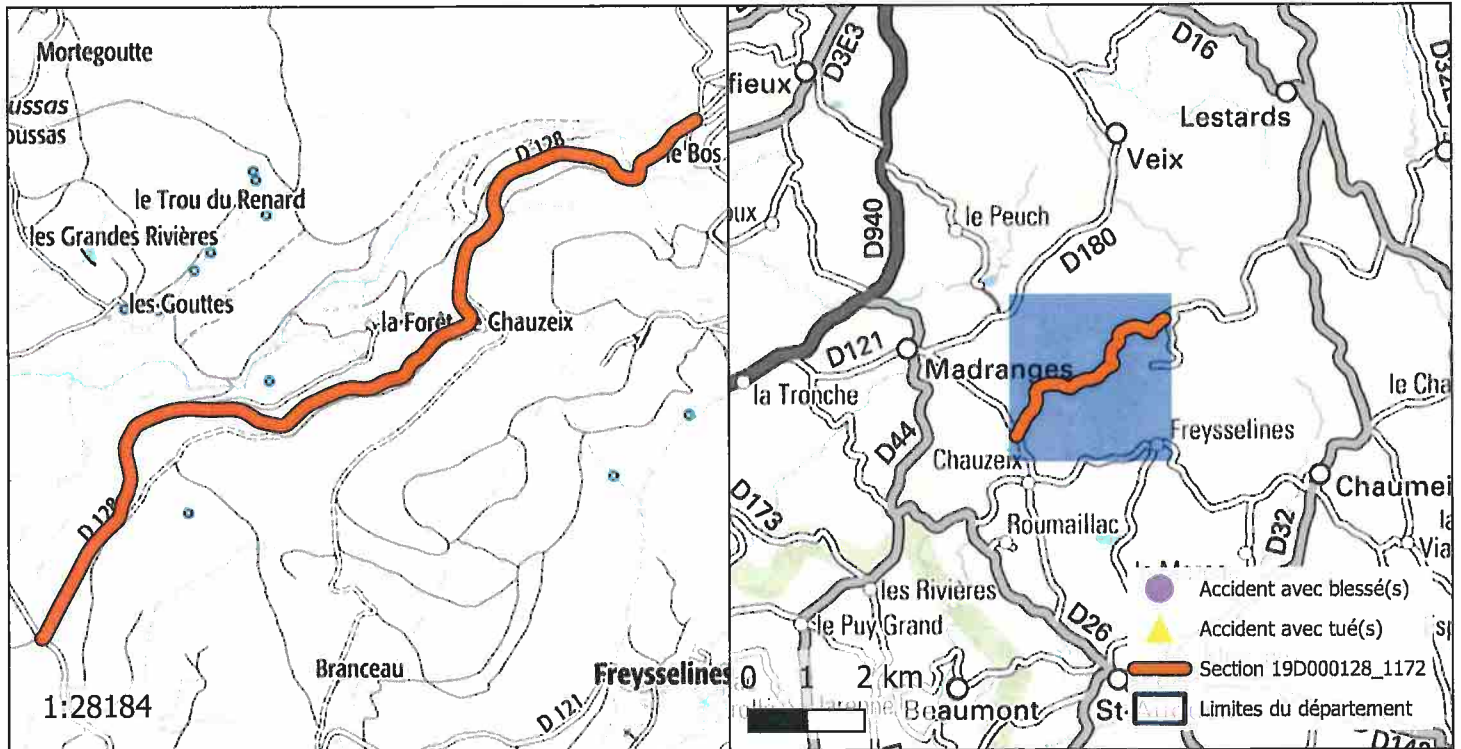 Mortegoutte
ussas
oussas
le Trou du Renard
les Grandes Rivières
les Gouttes
la Forêt de Chauzeix
D 128
le Bos
D 128
Branceau
Freysselines
D 121
1:28184
D16
D3E3
fieux
Lestards
Veix
D940
le Peuch
D180
D121
Madranges
la Tronche
le Cha
Freysselines
D44
Chauzeix
Chaumei
D173
Roumaillac
D32
Via
les Rivières
le Puy Grand
D26
0 1 2 km
Beaumont
St-
Accident avec blessé(s)
Accident avec tué(s)
Section 19D000128_1172
Limites du département